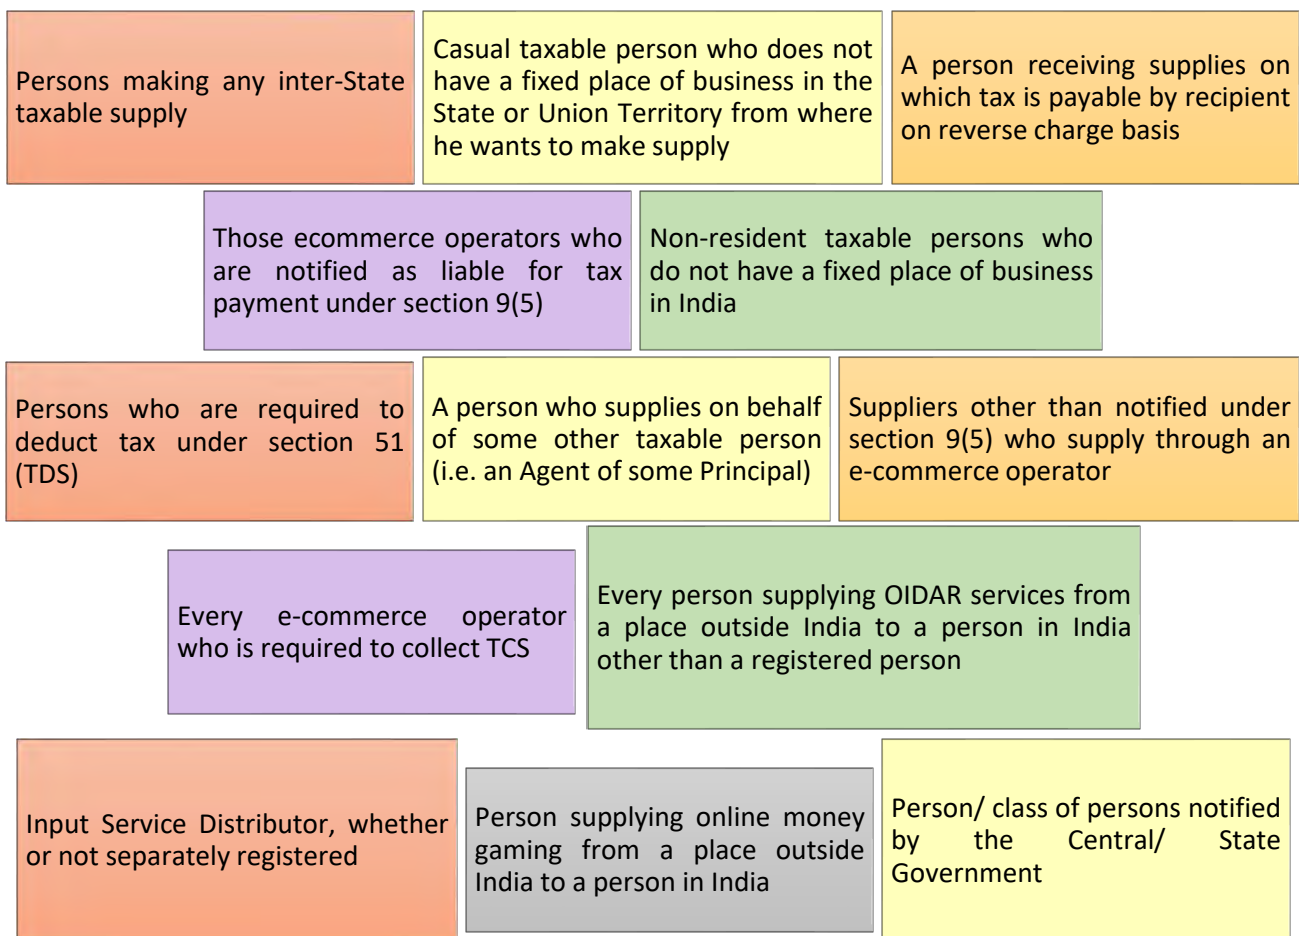 Persons making any inter-State
taxable supply
Casual taxable person who does not
have a fixed place of business in the
State or Union Territory from where
he wants to make supply
A person receiving supplies on
which tax is payable by recipient
on reverse charge basis
Those ecommerce operators who
are notified as liable for tax
payment under section 9(5)
Non-resident taxable persons who
do not have a fixed place of business
in India
Persons who are required to
deduct tax under section 51
(TDS)
A person who supplies on behalf
of some other taxable person
(i.e. an Agent of some Principal)
Suppliers other than notified under
section 9(5) who supply through an
e-commerce operator
Every e-commerce operator
who is required to collect TCS
Every person supplying OIDAR services from
a place outside India to a person in India
other than a registered person
Input Service Distributor, whether
or not separately registered
Person supplying online money
gaming from a place outside
India to a person in India
Person/ class of persons notified
by the Central/ State
Government